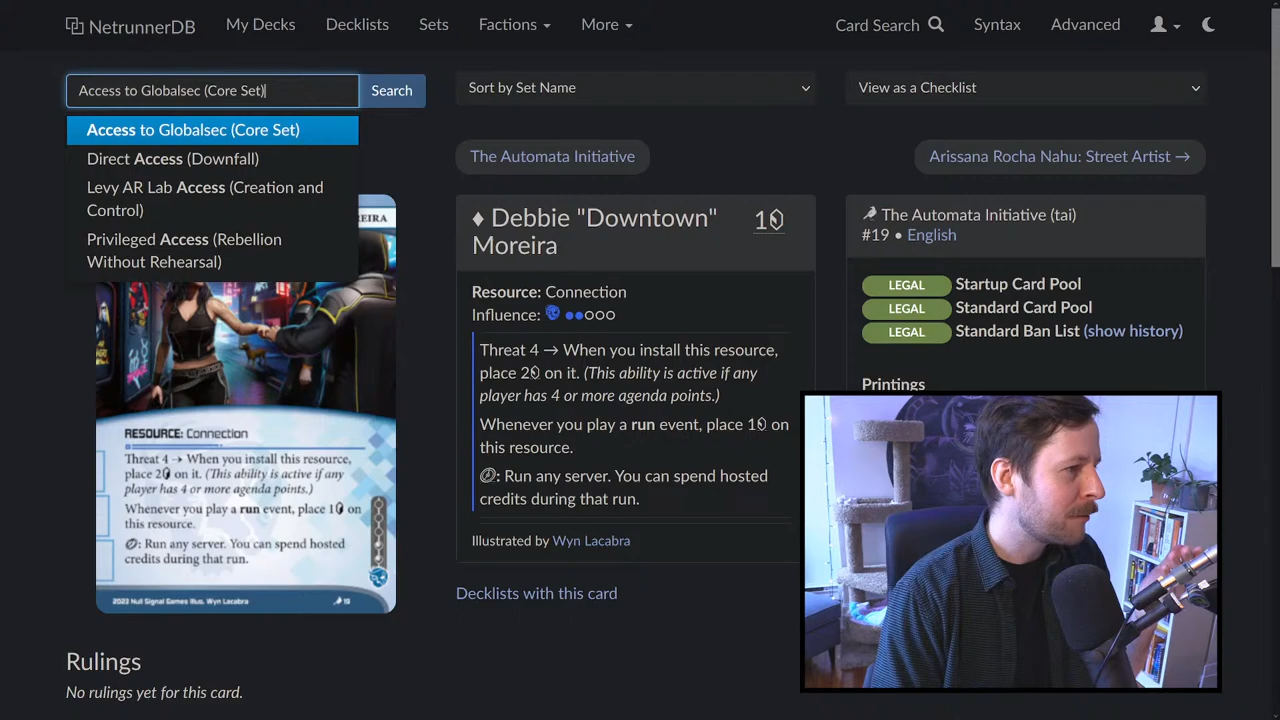 NetrunnerDB
My Decks
Decklists
Sets
Factions
More
Card Search
Syntax
Advanced
Access to Globalsec (Core Set)
Search
Sort by Set Name
View as a Checklist
Access to Globalsec (Core Set)
Direct Access (Downfall)
Levy AR Lab Access (Creation and
Control)
Privileged Access (Rebellion
Without Rehearsal)
The Automata Initiative
Arissana Rocha Nahu: Street Artist →
♦ Debbie "Downtown"
Moreira
1
Resource: Connection
Influence:
Threat 4 → When you install this resource,
place 2 on it. (This ability is active if any
player has 4 or more agenda points.)
Whenever you play a run event, place 1 on
this resource.
: Run any server. You can spend hosted
credits during that run.
Illustrated by Wyn Lacabra
Decklists with this card
The Automata Initiative (tai)
#19 • English
LEGAL Startup Card Pool
LEGAL Standard Card Pool
LEGAL Standard Ban List (show history)
Printings
EIRA
RESOURCE: Connection
Threat 4 → When you install this resource,
place 2 on it. (This ability is active if any
player has 4 or more agenda points.)
Whenever you play a run event, place 1 on
this resource.
: Run any server. You can spend hosted
credits during that run.
2023 Null Signal Games Illus. Wyn Lacabra
19
Rulings
No rulings yet for this card.